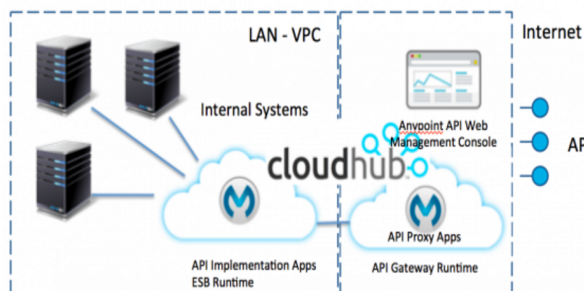 LAN - VPC
Internet
Internal Systems
Anypoint API Web
Management Console
cloudhub
AP
API Proxy Apps
API Implementation Apps
ESB Runtime
API Gateway Runtime